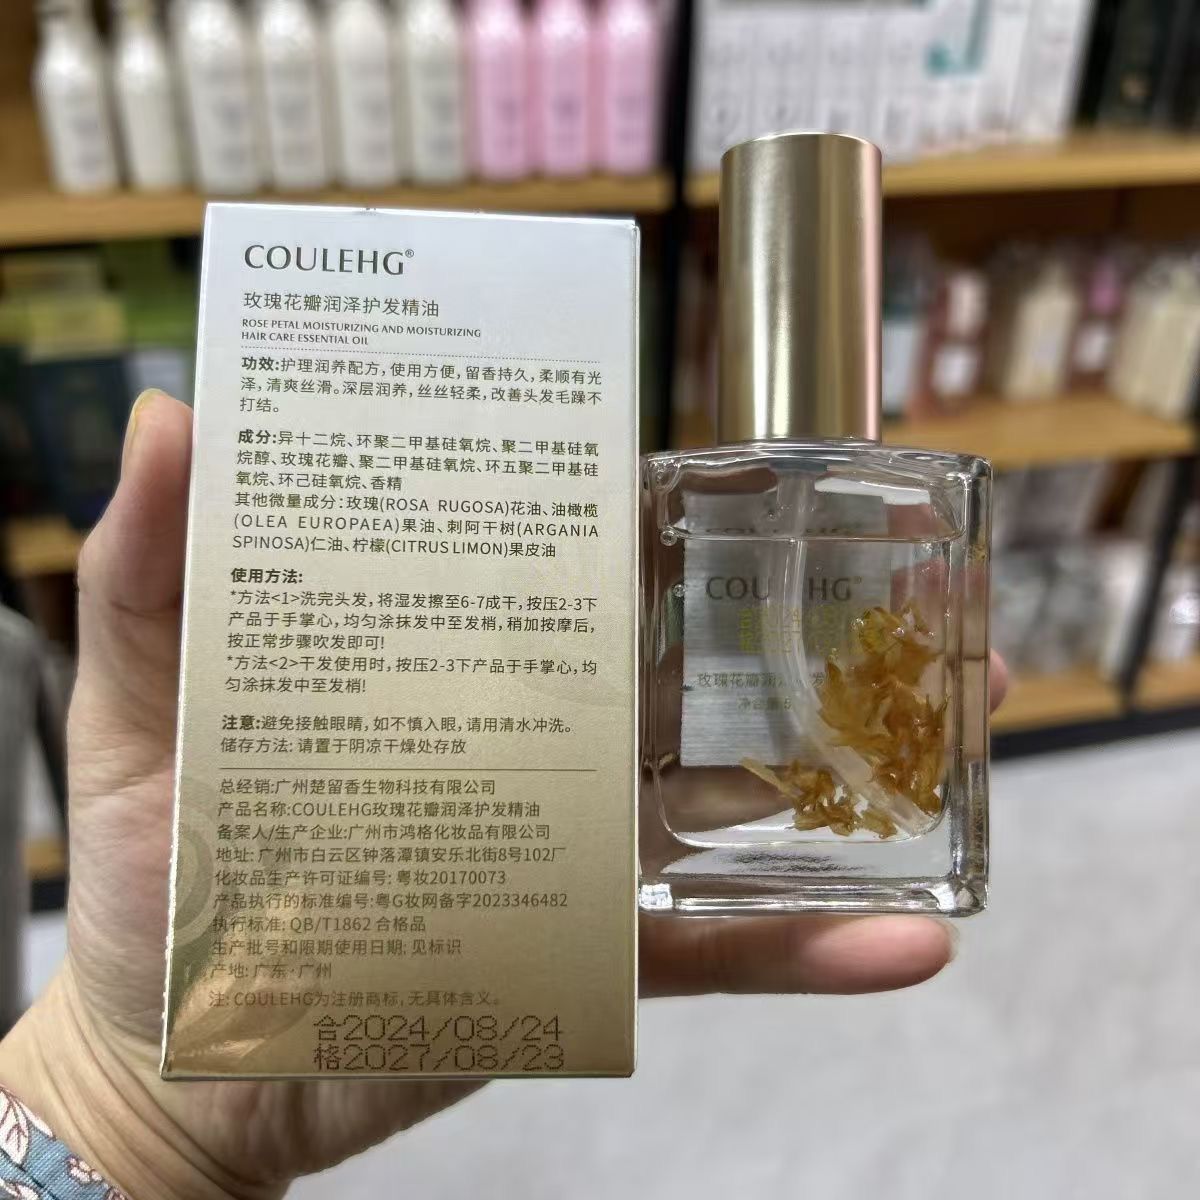 COULEHG®
玫瑰花瓣润泽护发精油
ROSE PETAL MOISTURIZING AND MOISTURIZING
HAIR CARE ESSENTIAL OIL
功效:护理润养配方,使用方便,留香持久,柔顺有光
泽,清爽丝滑。深层润养,丝丝轻柔,改善头发毛躁不
打结。
成分:异十二烷、环聚二甲基硅氧烷、聚二甲基硅氧
烷醇、玫瑰花瓣、聚二甲基硅氧烷、环五聚二甲基硅
氧烷、环己硅氧烷、香精
其他微量成分:玫瑰(ROSA RUGOSA)花油、油橄榄
(OLEA EUROPAEA)果油、刺阿干树(ARGANIA
SPINOSA)仁油、柠檬(CITRUS LIMON)果皮油
使用方法:
*方法<1>洗完头发,将湿发擦至6-7成干,按压2-3下
产品于手掌心,均匀涂抹发中至发梢,稍加按摩后,
按正常步骤吹发即可!
*方法<2>干发使用时,按压2-3下产品于手掌心,均
匀涂抹发中至发梢!
注意:避免接触眼睛,如不慎入眼,请用清水冲洗。
储存方法: 请置于阴凉干燥处存放
总经销:广州楚留香生物科技有限公司
产品名称:COULEHG玫瑰花瓣润泽护发精油
备案人/生产企业:广州市鸿格化妆品有限公司
地址: 广州市白云区钟落潭镇安乐北街8号102厂
化妆品生产许可证编号: 粤妆20170073
产品执行的标准编号:粤G妆网备字2023346482
执行标准: QB/T1862 合格品
生产批号和限期使用日期: 见标识
产地: 广东·广州
注: COULEHG为注册商标,无具体含义。
合2024/08/24
格2027/08/23
COULEHG
COU HG®
玫瑰花瓣润 发
净含量